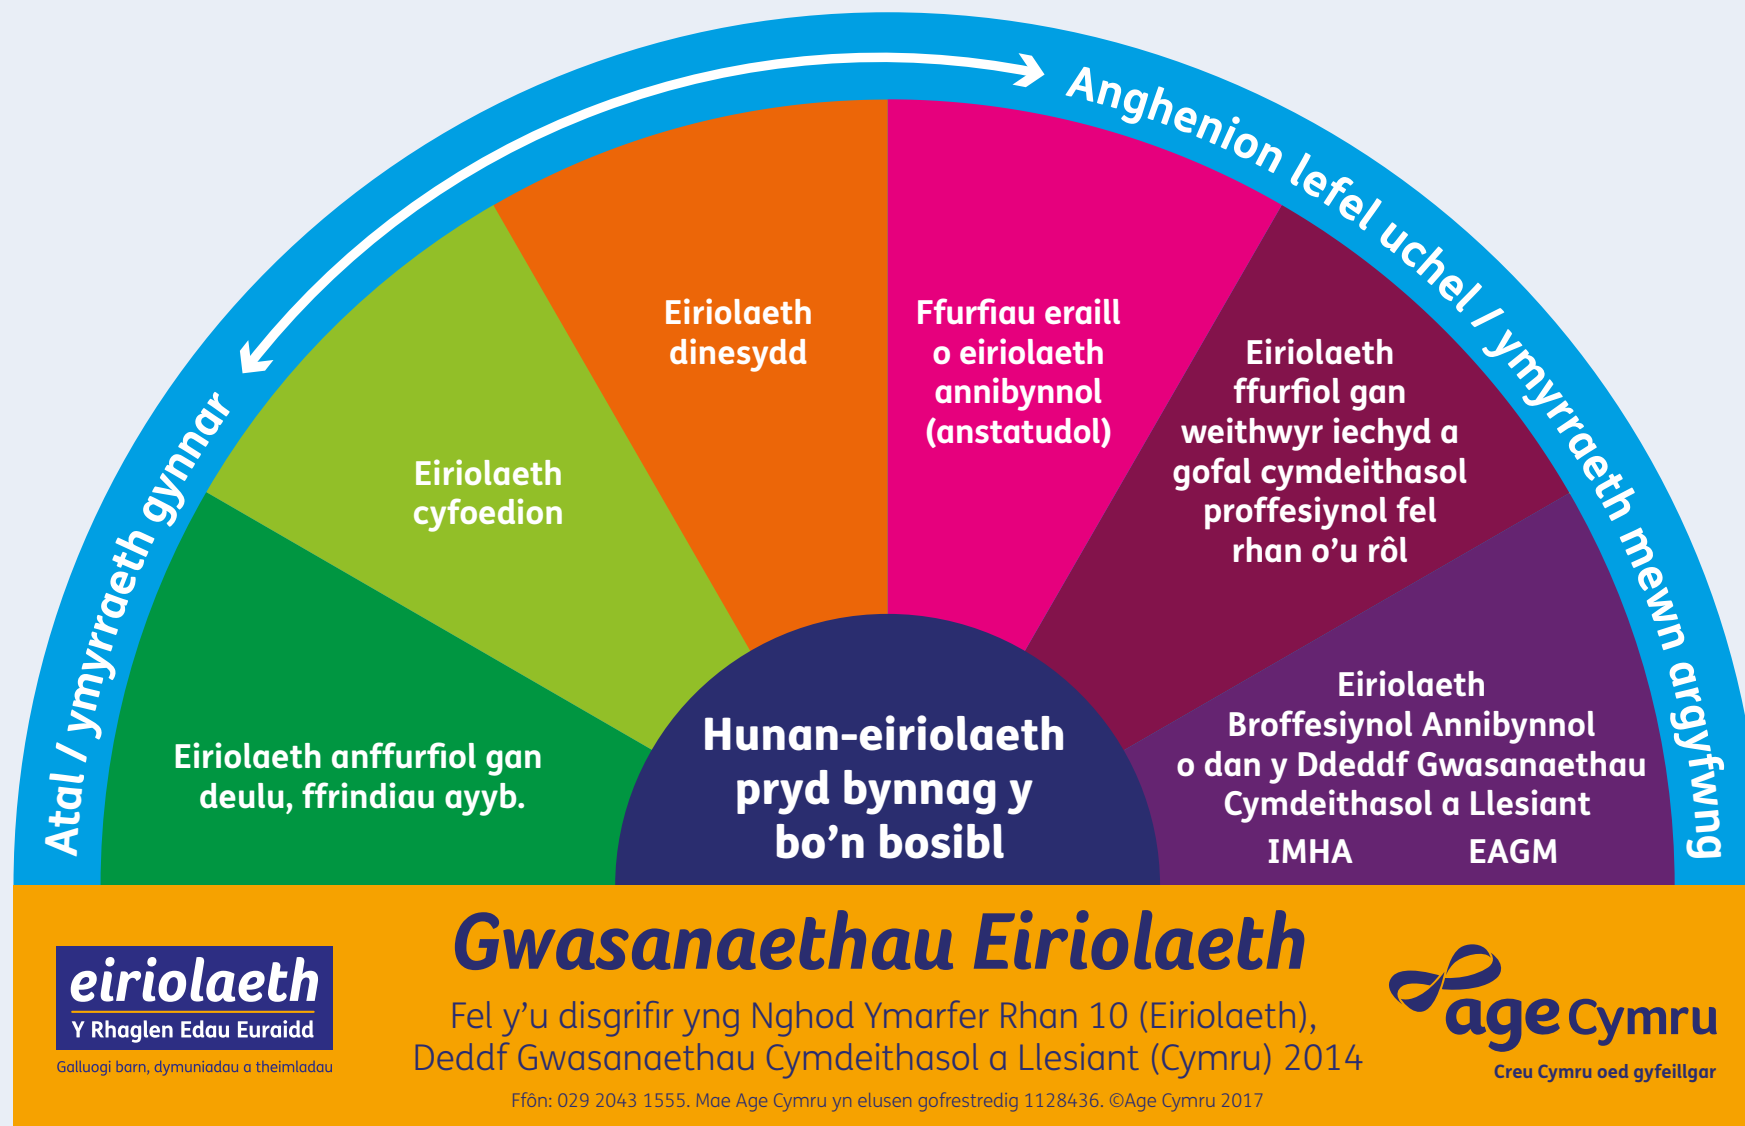 Atal / ymyrraeth gynnar
Anghenion lefel uchel / ymyrraeth mewn argyfwng
Eiriolaeth anffurfiol gan
deulu, ffrindiau ayyb.
Eiriolaeth
cyfoedion
Eiriolaeth
dinesydd
Ffurfiau eraill
o eiriolaeth
annibynnol
(anstatudol)
Eiriolaeth
ffurfiol gan
weithwyr iechyd a
gofal cymdeithasol
proffesiynol fel
rhan o’u rôl
Eiriolaeth
Broffesiynol Annibynnol
o dan y Ddeddf Gwasanaethau
Cymdeithasol a Llesiant
IMHA EAGM
Hunan-eiriolaeth
pryd bynnag y
bo’n bosibl
eiriolaeth
Y Rhaglen Edau Euraidd
Galluogi barn, dymuniadau a theimladau
Gwasanaethau Eiriolaeth
Fel y’u disgrifir yng Nghod Ymarfer Rhan 10 (Eiriolaeth),
Deddf Gwasanaethau Cymdeithasol a Llesiant (Cymru) 2014
Ffôn: 029 2043 1555. Mae Age Cymru yn elusen gofrestredig 1128436. ©Age Cymru 2017
age Cymru
Creu Cymru oed gyfeillgar